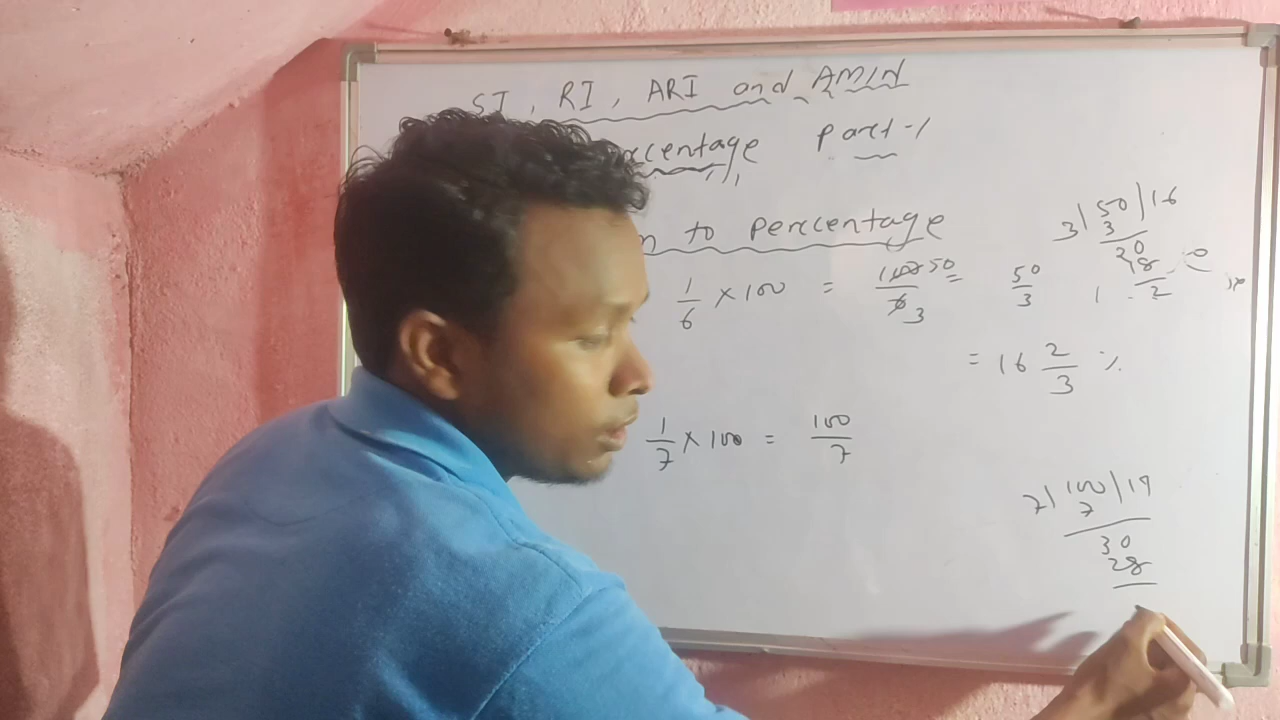 SI, RI, ARI and AMIN
rcentage Part-1
n to Percentage
1/6 × 100 = 100/6 50/3 = 50/3
3) 50 (16
3
20
18
2
= 16 2/3 %
1/7 × 100 = 100/7
7) 100 (14
7
30
28